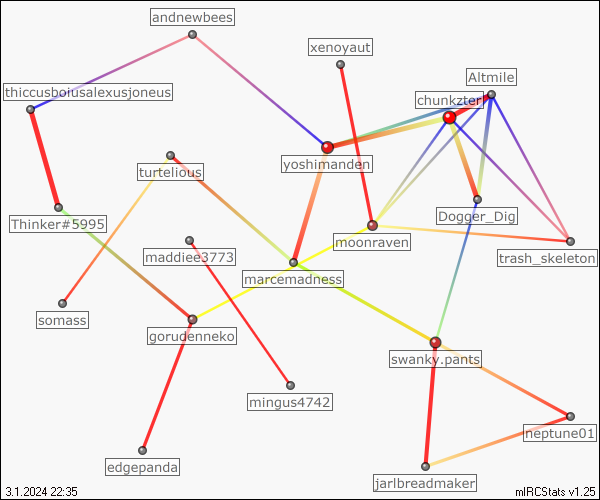 andnewbees
xenoyaut
Altmile
thiccusboiusalexusjoneus
chunkzter
yoshimanden
turtelious
Thinker#5995
Dogger_Dig
moonraven
maddiee3773
trash_skeleton
marcemadness
somass
gorudenneko
swanky.pants
mingus4742
neptune01
edgepanda
jarlbreadmaker
3.1.2024 22:35
mIRCStats v1.25